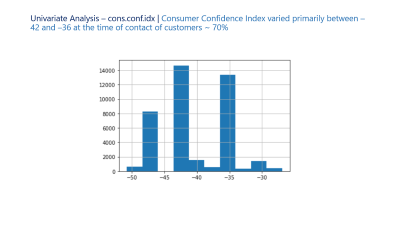 Univariate Analysis – cons.conf.idx | Consumer Confidence Index varied primarily between –
42 and –36 at the time of contact of customers ~ 70%
14000
12000
10000
8000
6000
4000
2000
0
−50 −45 −40 −35 −30